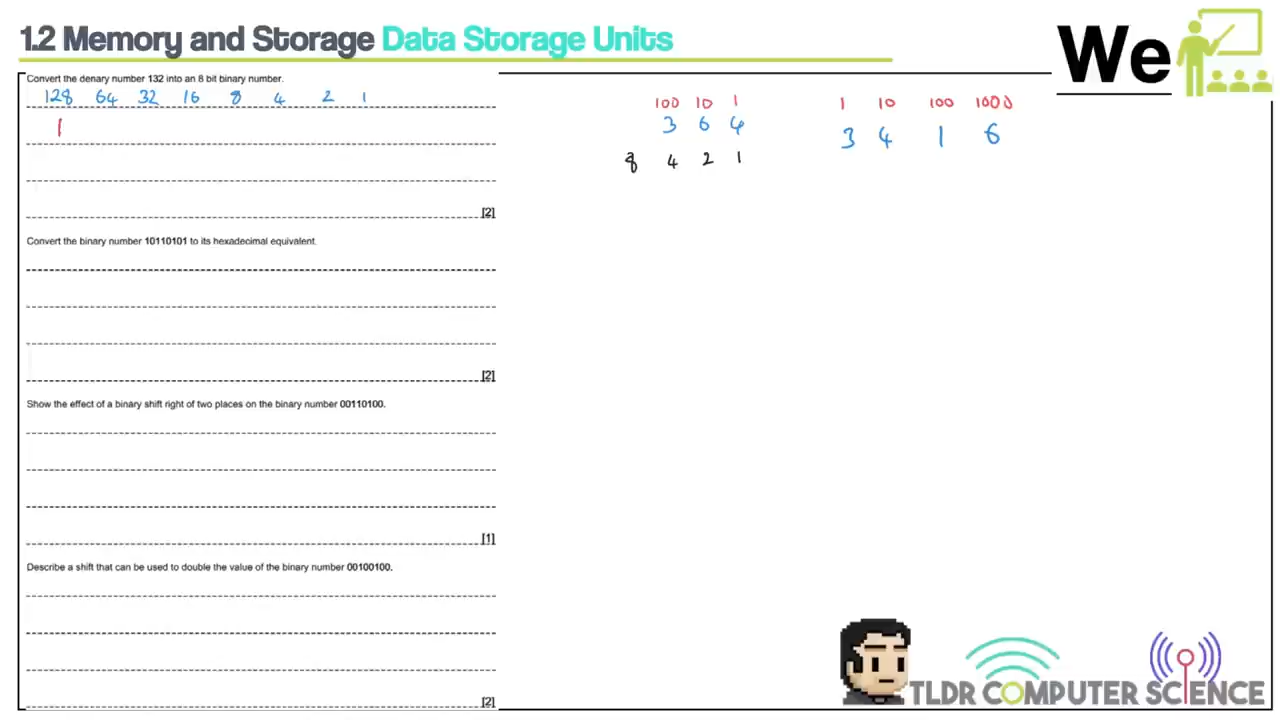 1.2 Memory and Storage Data Storage Units
We
Convert the denary number 132 into an 8 bit binary number.
128 64 32 16 8 4 2 1
1
[2]
100 10 1
3 6 4
8 4 2 1
1 10 100 1000
3 4 1 6
Convert the binary number 10110101 to its hexadecimal equivalent.
[2]
Show the effect of a binary shift right of two places on the binary number 00110100.
[1]
Describe a shift that can be used to double the value of the binary number 00100100.
[2]
TLDR COMPUTER SCIENCE